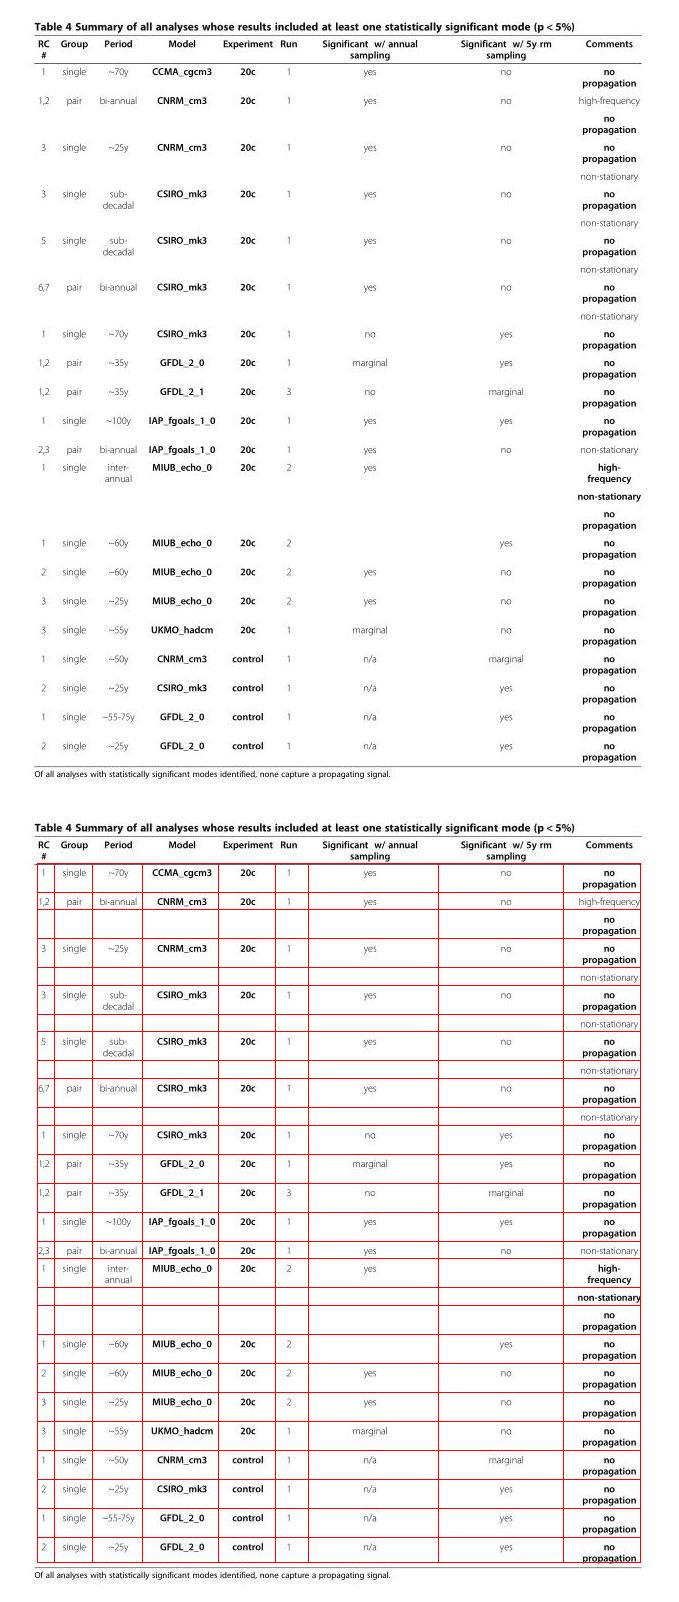 Table 4 Summary of all analyses whose results included at least one statistically significant mode (p < 5%)
RC # Group Period Model Experiment Run Significant w/ annual sampling Significant w/ 5y rm sampling Comments
1 single ~70y CCMA_cgcm3 20c 1 yes no no propagation
1,2 pair bi-annual CNRM_cm3 20c 1 yes no high-frequency
no propagation
3 single ~25y CNRM_cm3 20c 1 yes no no propagation
non-stationary
3 single sub-decadal CSIRO_mk3 20c 1 yes no no propagation
non-stationary
5 single sub-decadal CSIRO_mk3 20c 1 yes no no propagation
non-stationary
6,7 pair bi-annual CSIRO_mk3 20c 1 yes no no propagation
non-stationary
1 single ~70y CSIRO_mk3 20c 1 no yes no propagation
1,2 pair ~35y GFDL_2_0 20c 1 marginal yes no propagation
1,2 pair ~35y GFDL_2_1 20c 3 no marginal no propagation
1 single ~100y IAP_fgoals_1_0 20c 1 yes yes no propagation
2,3 pair bi-annual IAP_fgoals_1_0 20c 1 yes no non-stationary
1 single inter-annual MIUB_echo_0 20c 2 yes high-frequency
non-stationary
no propagation
1 single ~60y MIUB_echo_0 20c 2 yes no propagation
2 single ~60y MIUB_echo_0 20c 2 yes no no propagation
3 single ~25y MIUB_echo_0 20c 2 yes no no propagation
3 single ~55y UKMO_hadcm 20c 1 marginal no no propagation
1 single ~50y CNRM_cm3 control 1 n/a marginal no propagation
2 single ~25y CSIRO_mk3 control 1 n/a yes no propagation
1 single ~55-75y GFDL_2_0 control 1 n/a yes no propagation
2 single ~25y GFDL_2_0 control 1 n/a yes no propagation
Of all analyses with statistically significant modes identified, none capture a propagating signal.
Table 4 Summary of all analyses whose results included at least one statistically significant mode (p < 5%)
RC # Group Period Model Experiment Run Significant w/ annual sampling Significant w/ 5y rm sampling Comments
1 single ~70y CCMA_cgcm3 20c 1 yes no no propagation
1,2 pair bi-annual CNRM_cm3 20c 1 yes no high-frequency
no propagation
3 single ~25y CNRM_cm3 20c 1 yes no no propagation
non-stationary
3 single sub-decadal CSIRO_mk3 20c 1 yes no no propagation
non-stationary
5 single sub-decadal CSIRO_mk3 20c 1 yes no no propagation
non-stationary
6,7 pair bi-annual CSIRO_mk3 20c 1 yes no no propagation
non-stationary
1 single ~70y CSIRO_mk3 20c 1 no yes no propagation
1,2 pair ~35y GFDL_2_0 20c 1 marginal yes no propagation
1,2 pair ~35y GFDL_2_1 20c 3 no marginal no propagation
1 single ~100y IAP_fgoals_1_0 20c 1 yes yes no propagation
2,3 pair bi-annual IAP_fgoals_1_0 20c 1 yes no non-stationary
1 single inter-annual MIUB_echo_0 20c 2 yes high-frequency
non-stationary
no propagation
1 single ~60y MIUB_echo_0 20c 2 yes no propagation
2 single ~60y MIUB_echo_0 20c 2 yes no no propagation
3 single ~25y MIUB_echo_0 20c 2 yes no no propagation
3 single ~55y UKMO_hadcm 20c 1 marginal no no propagation
1 single ~50y CNRM_cm3 control 1 n/a marginal no propagation
2 single ~25y CSIRO_mk3 control 1 n/a yes no propagation
1 single ~55-75y GFDL_2_0 control 1 n/a yes no propagation
2 single ~25y GFDL_2_0 control 1 n/a yes no propagation
Of all analyses with statistically significant modes identified, none capture a propagating signal.